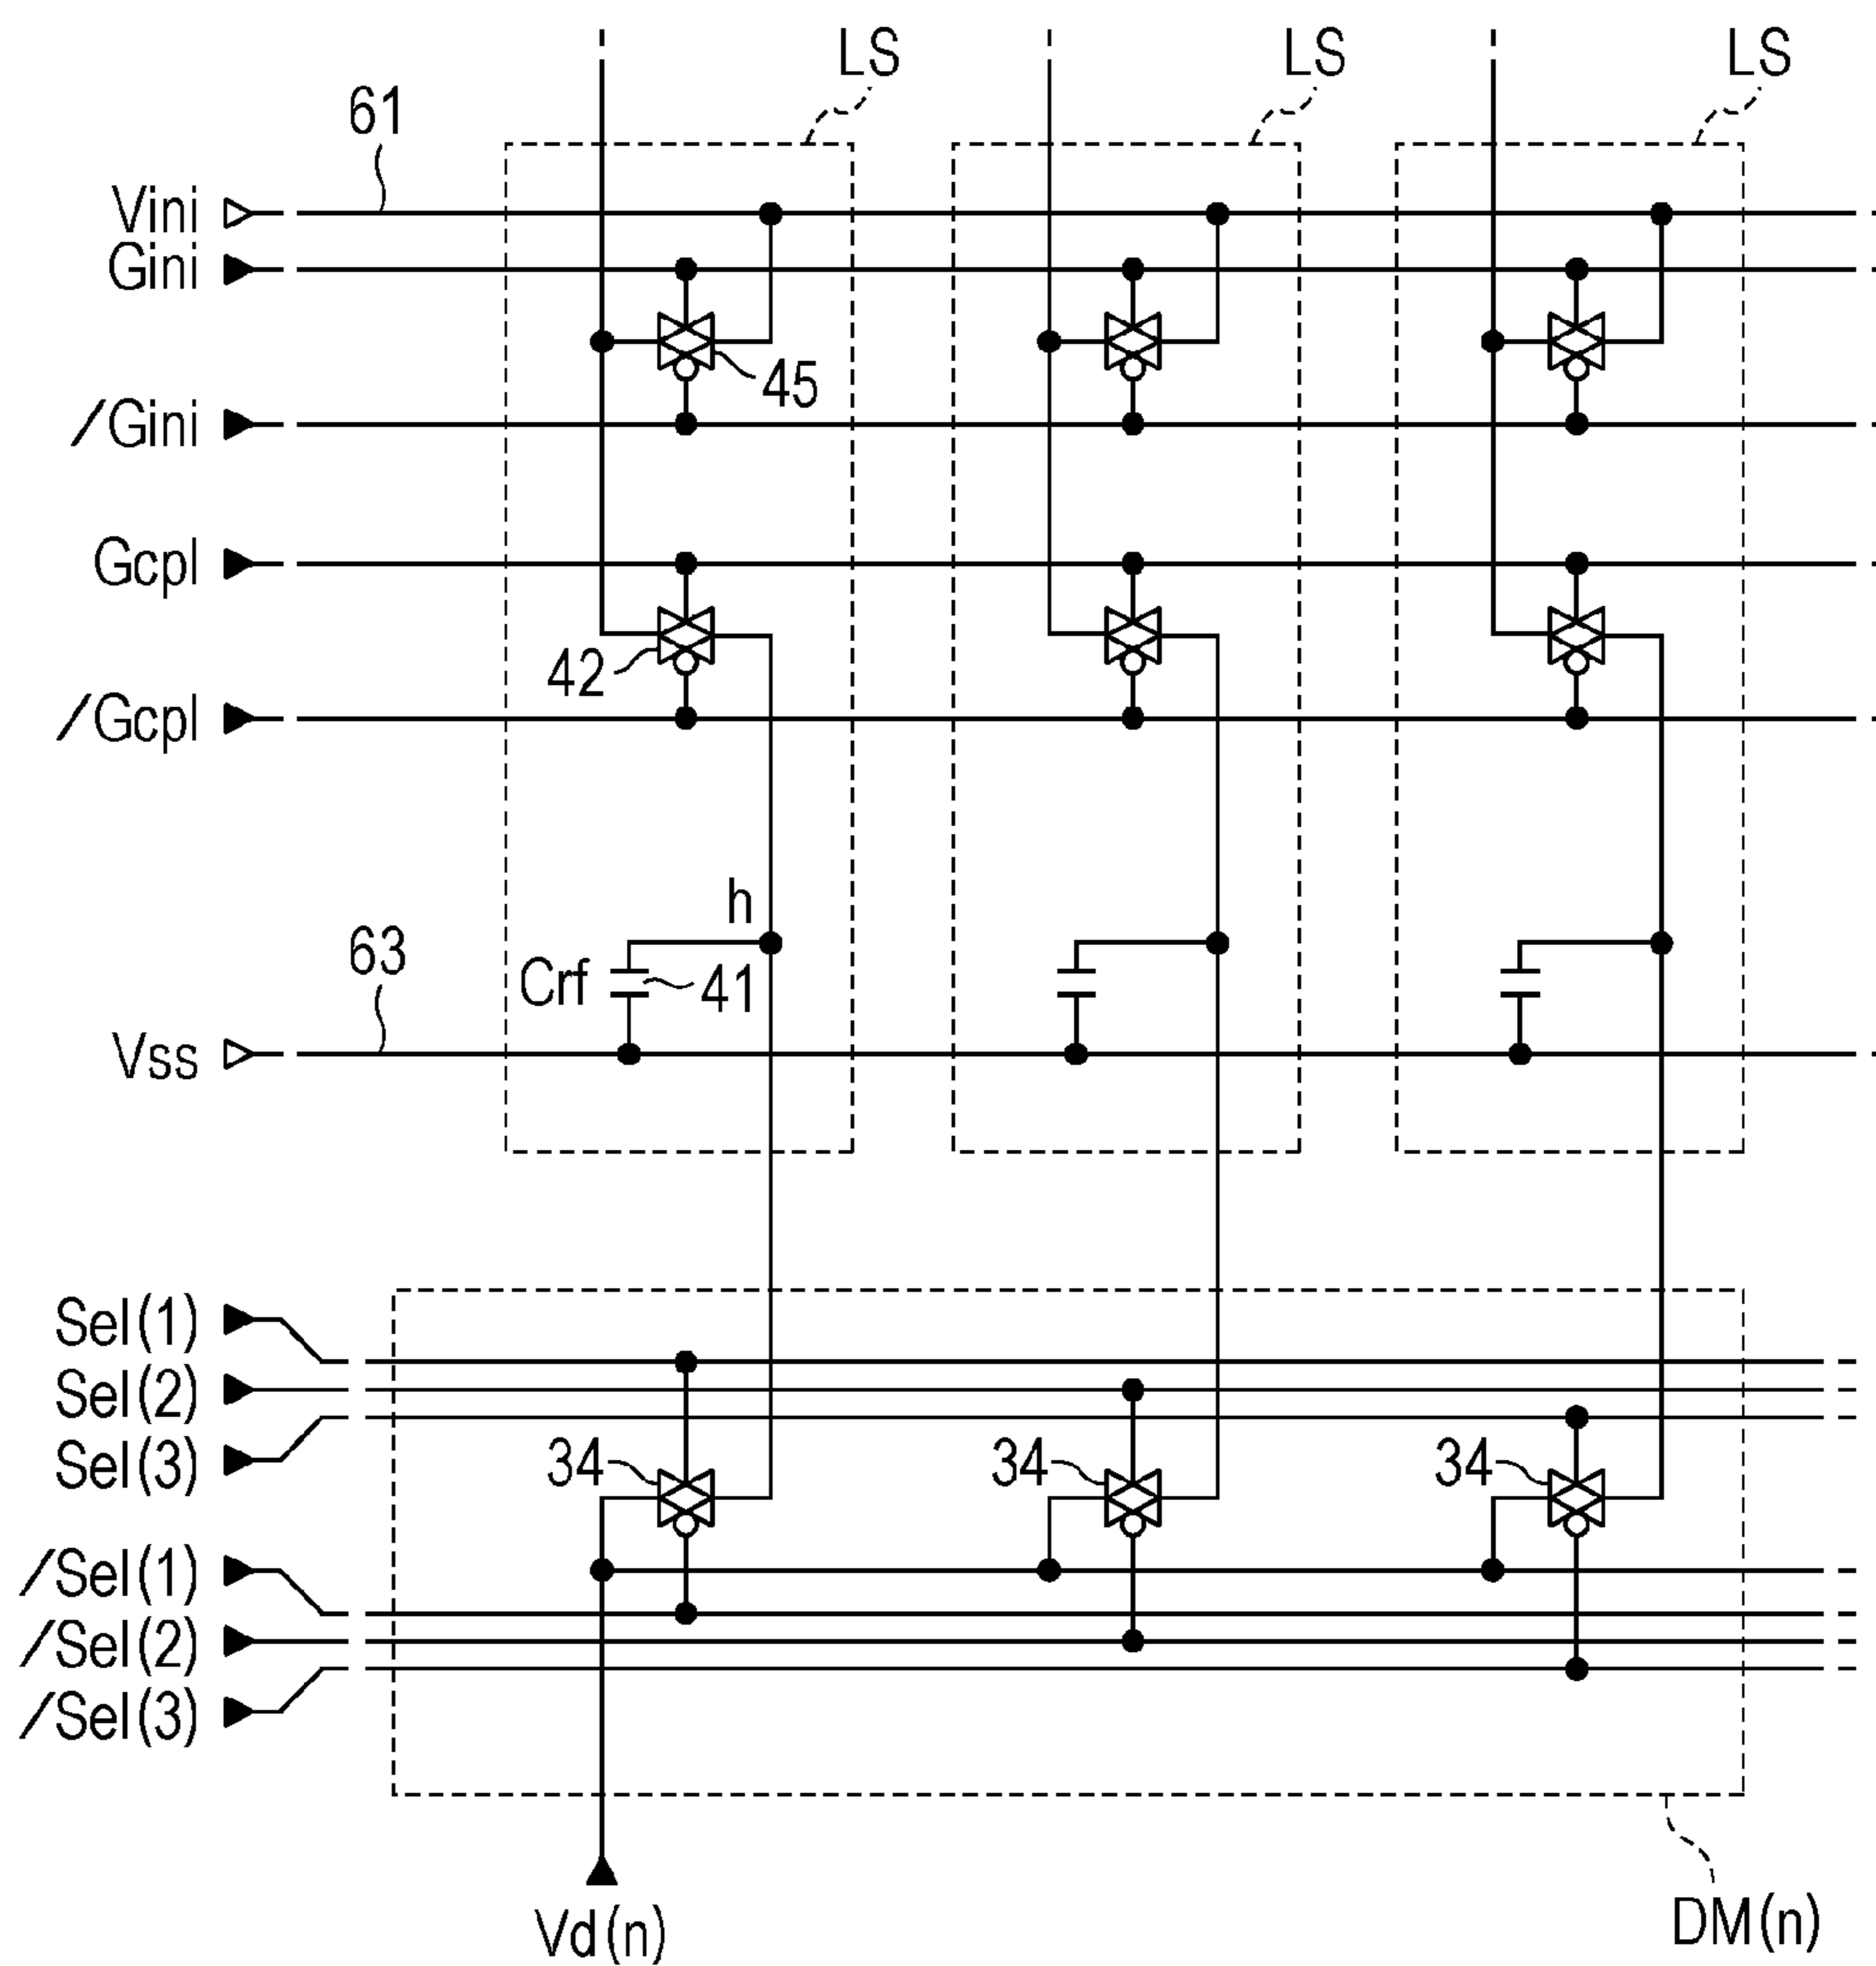 LS LS LS
61
Vini
Gini
45
/Gini
Gcpl
42
/Gcpl
h
63
Crf 41
Vss
Sel(1)
Sel(2)
Sel(3)
34 34 34
/Sel(1)
/Sel(2)
/Sel(3)
Vd(n)
DM(n)